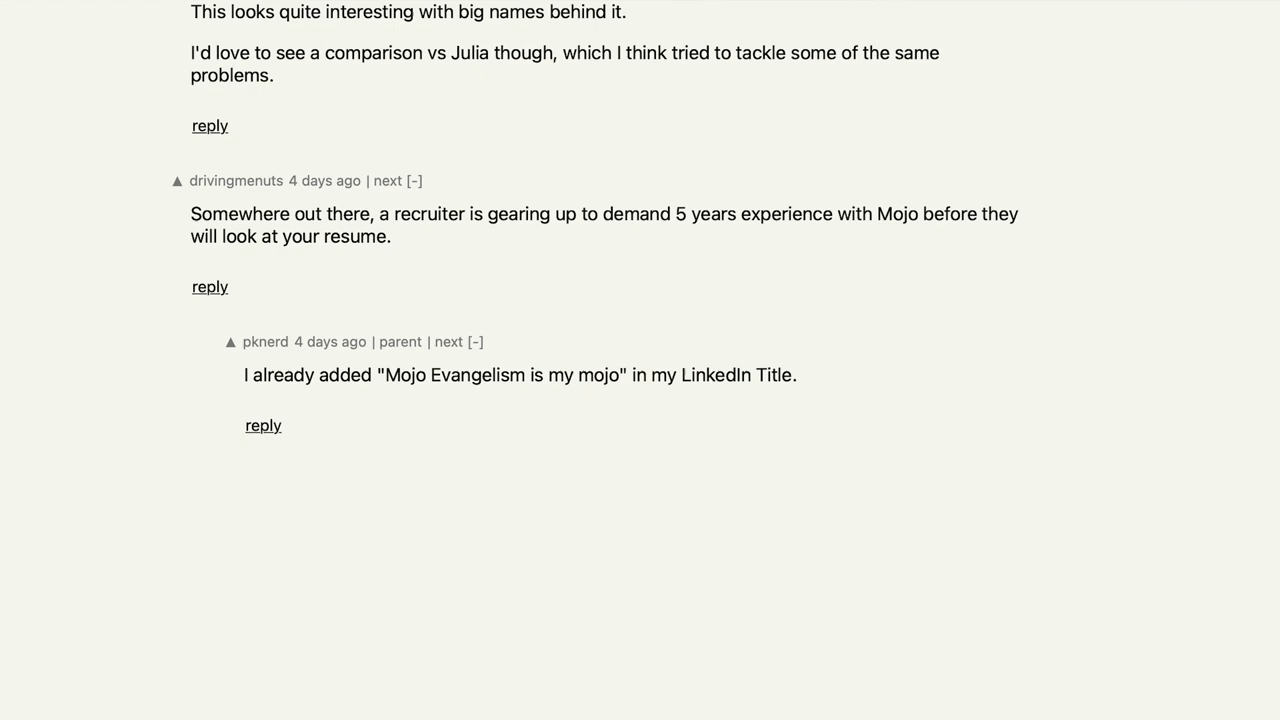 This looks quite interesting with big names behind it.
I'd love to see a comparison vs Julia though, which I think tried to tackle some of the same
problems.
reply
▲ drivingmenuts 4 days ago | next [-]
Somewhere out there, a recruiter is gearing up to demand 5 years experience with Mojo before they
will look at your resume.
reply
▲ pknerd 4 days ago | parent | next [-]
I already added "Mojo Evangelism is my mojo" in my LinkedIn Title.
reply